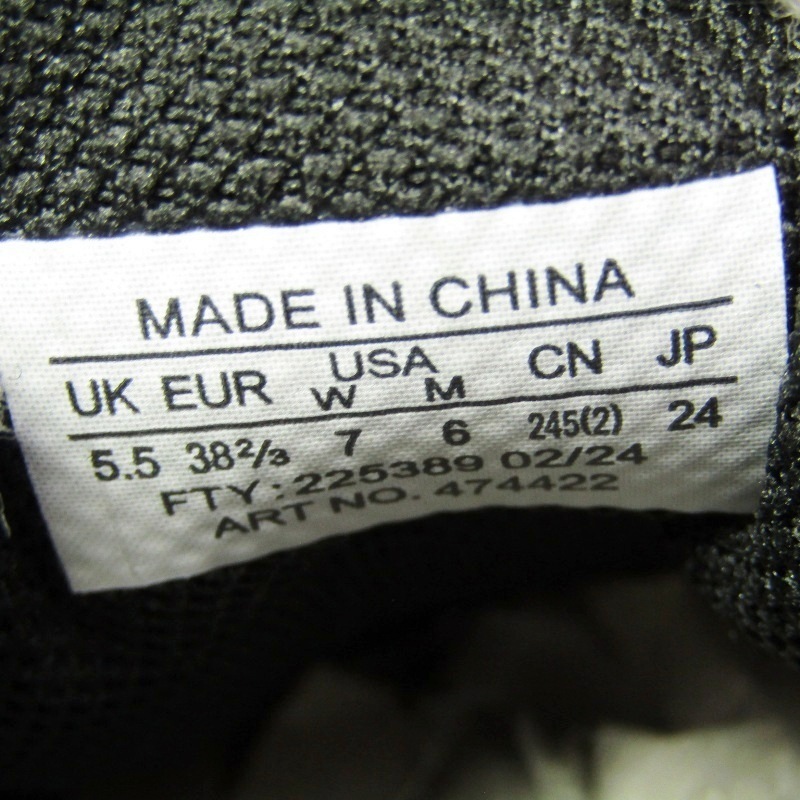 MADE IN CHINA
UK EUR USA W M CN JP
5.5 38⅔ 7 6 245(2) 24
FTY:225389 02/24
ART NO. 474422